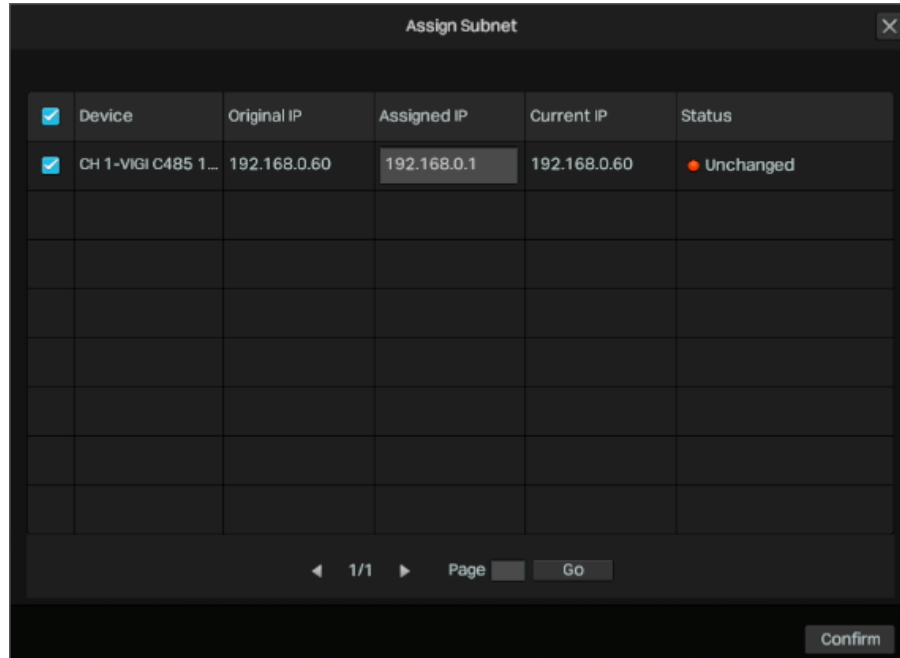 Assign Subnet
Device Original IP Assigned IP Current IP Status
CH 1-VIGI C485 1... 192.168.0.60 192.168.0.1 192.168.0.60 Unchanged
1/1 Page Go
Confirm